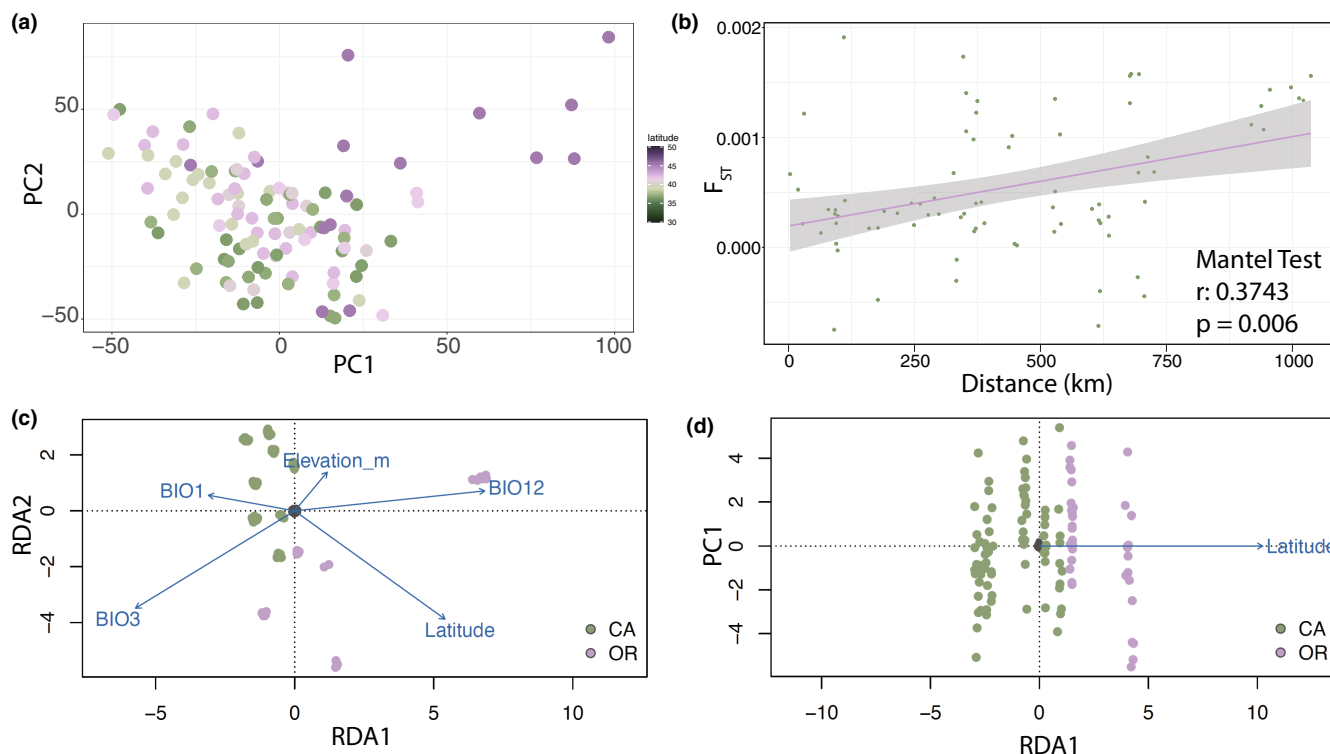 (a)
PC2
50
0
−50
−50
0
50
100
PC1
latitude
50
45
40
35
30
(b)
0.002
0.001
0.000
FST
0
250
500
750
1000
Distance (km)
Mantel Test
r: 0.3743
p = 0.006
(c)
RDA2
2
0
−2
−4
Elevation_m
BIO1
BIO12
BIO3
Latitude
CA
OR
−5
0
5
10
RDA1
(d)
PC1
4
2
0
−2
−4
Latitude
CA
OR
−10
−5
0
5
10
RDA1